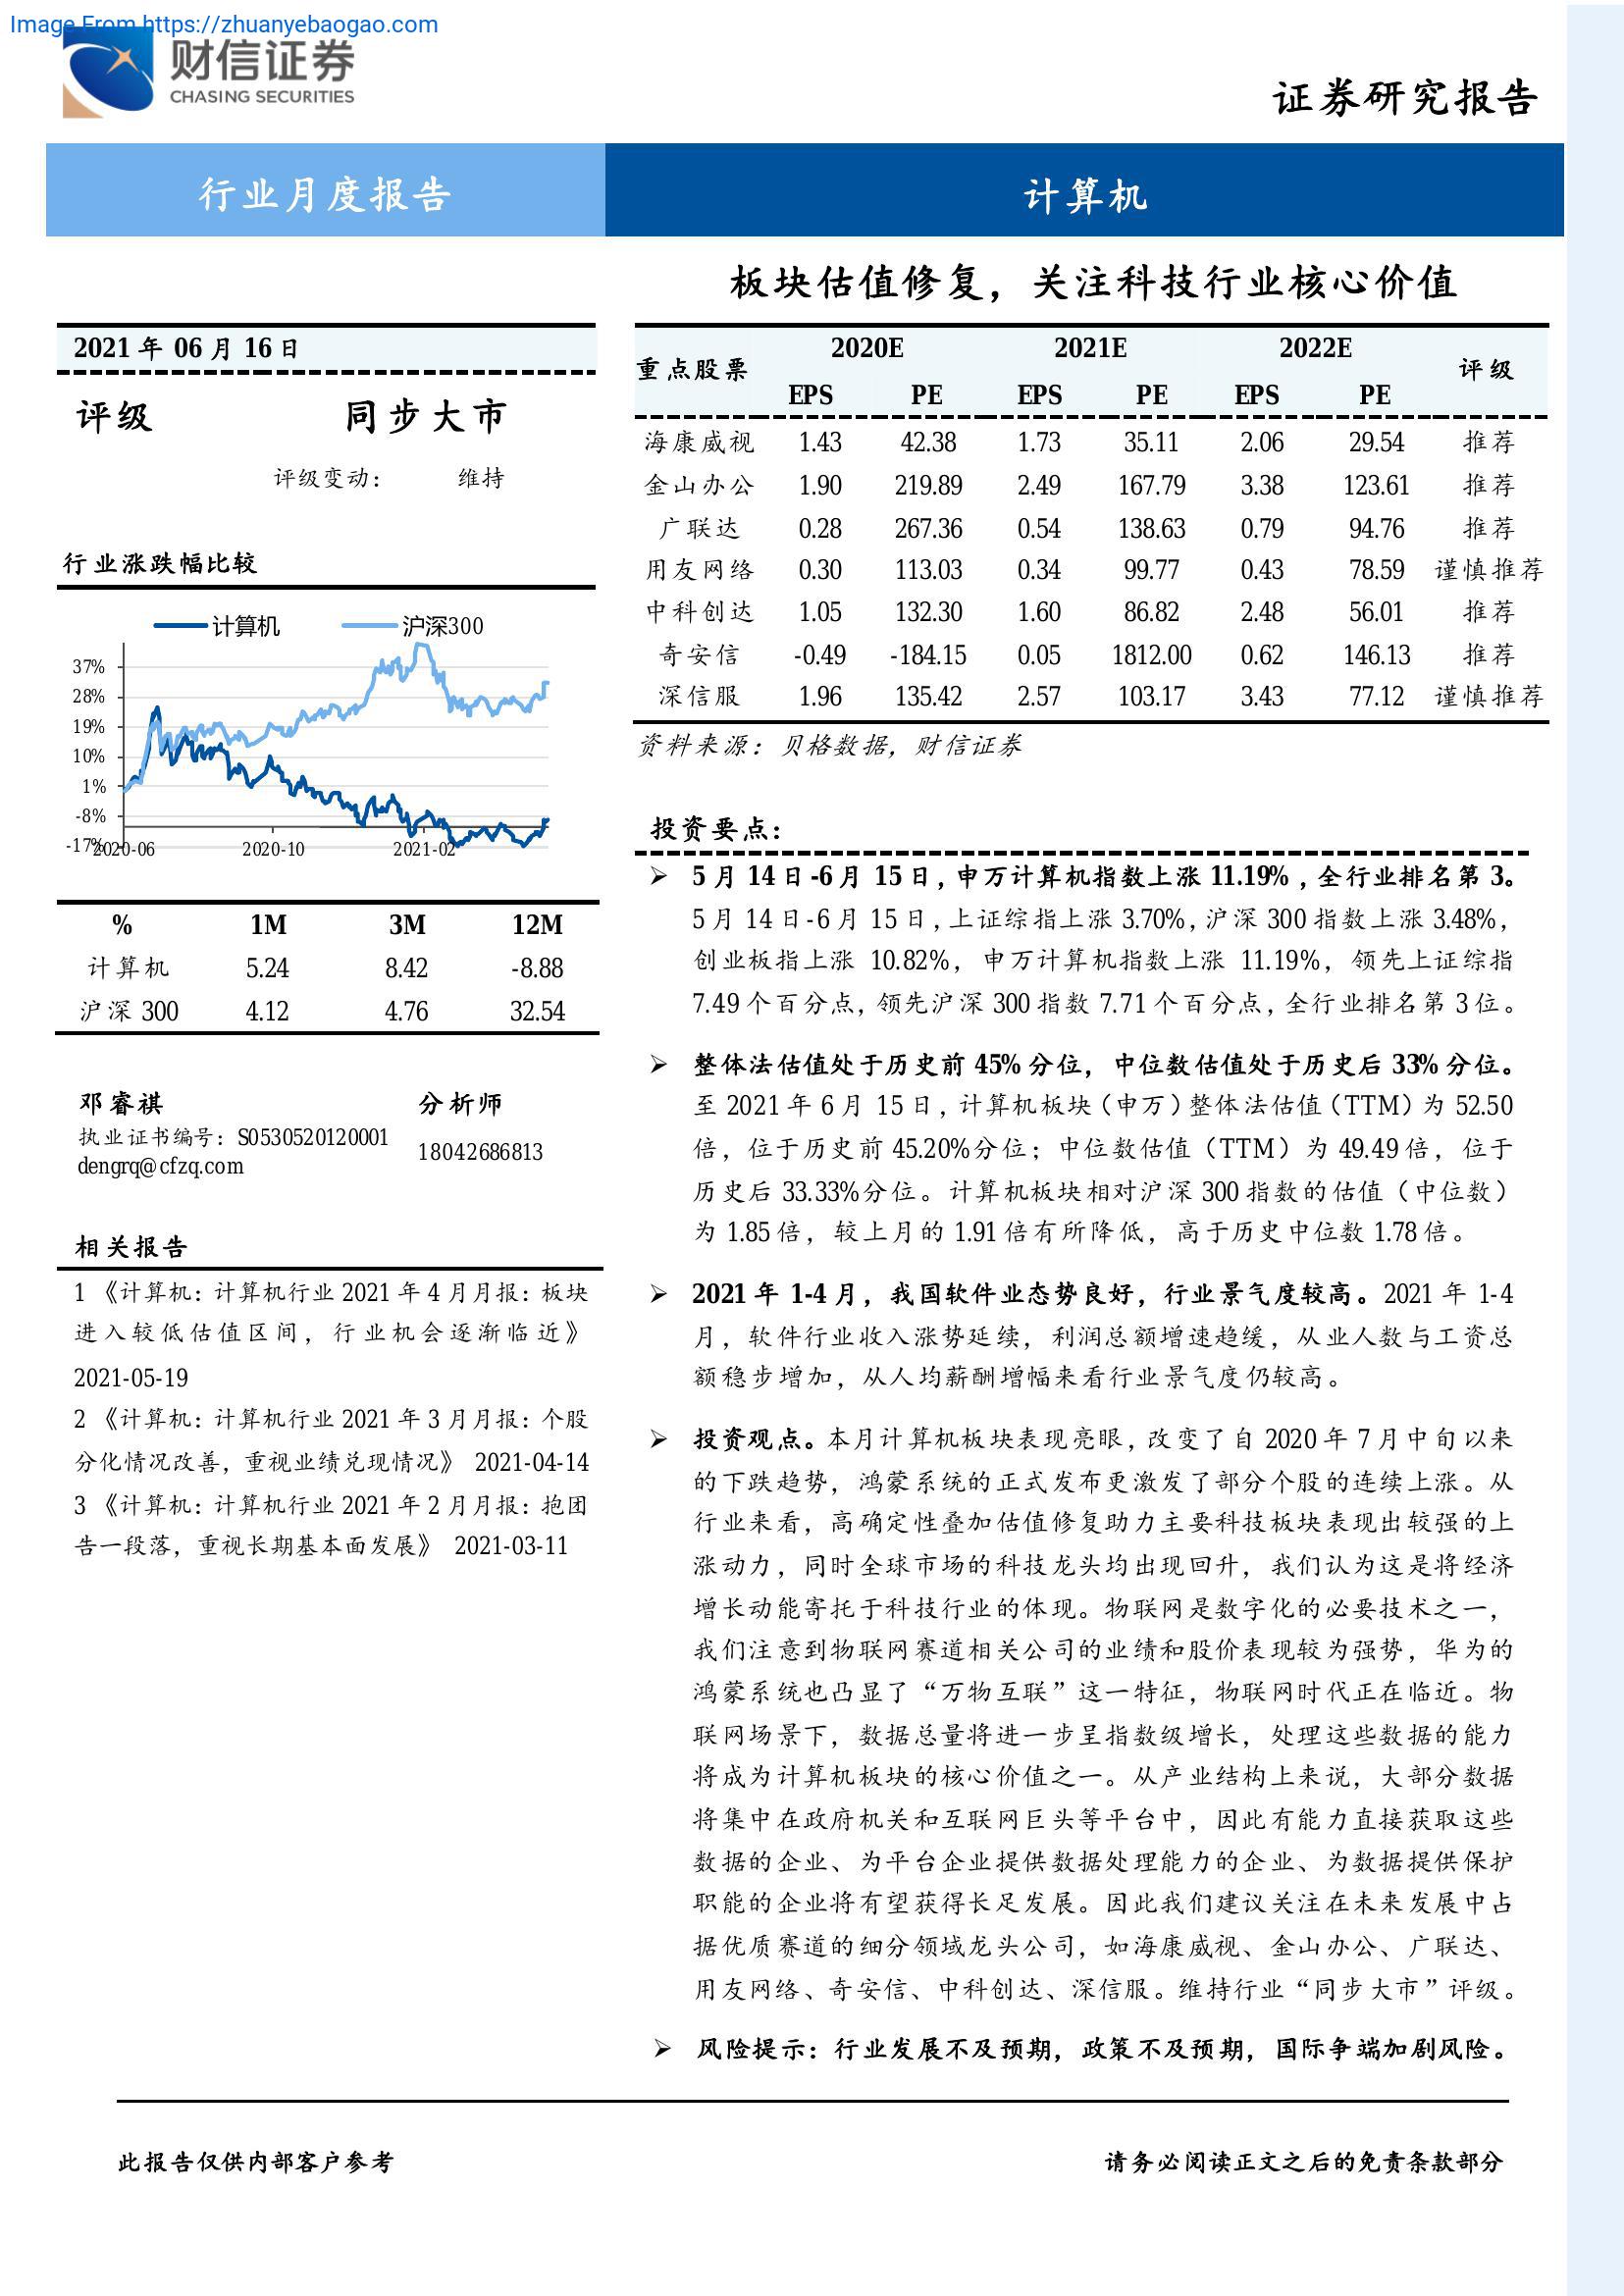 Image From https://zhuanyebaogao.com
财信证券
CHASING SECURITIES
证券研究报告
行业月度报告
计算机
板块估值修复，关注科技行业核心价值
2021 年 06 月 16 日
评级 同步大市
评级变动： 维持
行业涨跌幅比较
计算机 沪深300
37%
28%
19%
10%
1%
-8%
-17%
2020-06 2020-10 2021-02
% 1M 3M 12M
计算机 5.24 8.42 -8.88
沪深 300 4.12 4.76 32.54
邓睿祺 分析师
执业证书编号：S0530520120001
dengrq@cfzq.com
18042686813
相关报告
1 《计算机：计算机行业 2021 年 4 月月报：板块
进入较低估值区间，行业机会逐渐临近》
2021-05-19
2 《计算机：计算机行业 2021 年 3 月月报：个股
分化情况改善，重视业绩兑现情况》 2021-04-14
3 《计算机：计算机行业 2021 年 2 月月报：抱团
告一段落，重视长期基本面发展》 2021-03-11
重点股票 2020E 2021E 2022E 评级
EPS PE EPS PE EPS PE
海康威视 1.43 42.38 1.73 35.11 2.06 29.54 推荐
金山办公 1.90 219.89 2.49 167.79 3.38 123.61 推荐
广联达 0.28 267.36 0.54 138.63 0.79 94.76 推荐
用友网络 0.30 113.03 0.34 99.77 0.43 78.59 谨慎推荐
中科创达 1.05 132.30 1.60 86.82 2.48 56.01 推荐
奇安信 -0.49 -184.15 0.05 1812.00 0.62 146.13 推荐
深信服 1.96 135.42 2.57 103.17 3.43 77.12 谨慎推荐
资料来源：贝格数据，财信证券
投资要点：
➢ 5 月 14 日-6 月 15 日，申万计算机指数上涨 11.19%，全行业排名第 3。
5 月 14 日-6 月 15 日，上证综指上涨 3.70%，沪深 300 指数上涨 3.48%，
创业板指上涨 10.82%，申万计算机指数上涨 11.19%，领先上证综指
7.49 个百分点，领先沪深 300 指数 7.71 个百分点，全行业排名第 3 位。
➢ 整体法估值处于历史前 45% 分位，中位数估值处于历史后 33% 分位。
至 2021 年 6 月 15 日，计算机板块（申万）整体法估值（TTM）为 52.50
倍，位于历史前 45.20%分位；中位数估值（TTM）为 49.49 倍，位于
历史后 33.33%分位。计算机板块相对沪深 300 指数的估值（中位数）
为 1.85 倍，较上月的 1.91 倍有所降低，高于历史中位数 1.78 倍。
➢ 2021 年 1-4 月，我国软件业态势良好，行业景气度较高。2021 年 1-4
月，软件行业收入涨势延续，利润总额增速趋缓，从业人数与工资总
额稳步增加，从人均薪酬增幅来看行业景气度仍较高。
➢ 投资观点。本月计算机板块表现亮眼，改变了自 2020 年 7 月中旬以来
的下跌趋势，鸿蒙系统的正式发布更激发了部分个股的连续上涨。从
行业来看，高确定性叠加估值修复助力主要科技板块表现出较强的上
涨动力，同时全球市场的科技龙头均出现回升，我们认为这是将经济
增长动能寄托于科技行业的体现。物联网是数字化的必要技术之一，
我们注意到物联网赛道相关公司的业绩和股价表现较为强势，华为的
鸿蒙系统也凸显了“万物互联”这一特征，物联网时代正在临近。物
联网场景下，数据总量将进一步呈指数级增长，处理这些数据的能力
将成为计算机板块的核心价值之一。从产业结构上来说，大部分数据
将集中在政府机关和互联网巨头等平台中，因此有能力直接获取这些
数据的企业、为平台企业提供数据处理能力的企业、为数据提供保护
职能的企业将有望获得长足发展。因此我们建议关注在未来发展中占
据优质赛道的细分领域龙头公司，如海康威视、金山办公、广联达、
用友网络、奇安信、中科创达、深信服。维持行业“同步大市”评级。
➢ 风险提示：行业发展不及预期，政策不及预期，国际争端加剧风险。
此报告仅供内部客户参考
请务必阅读正文之后的免责条款部分